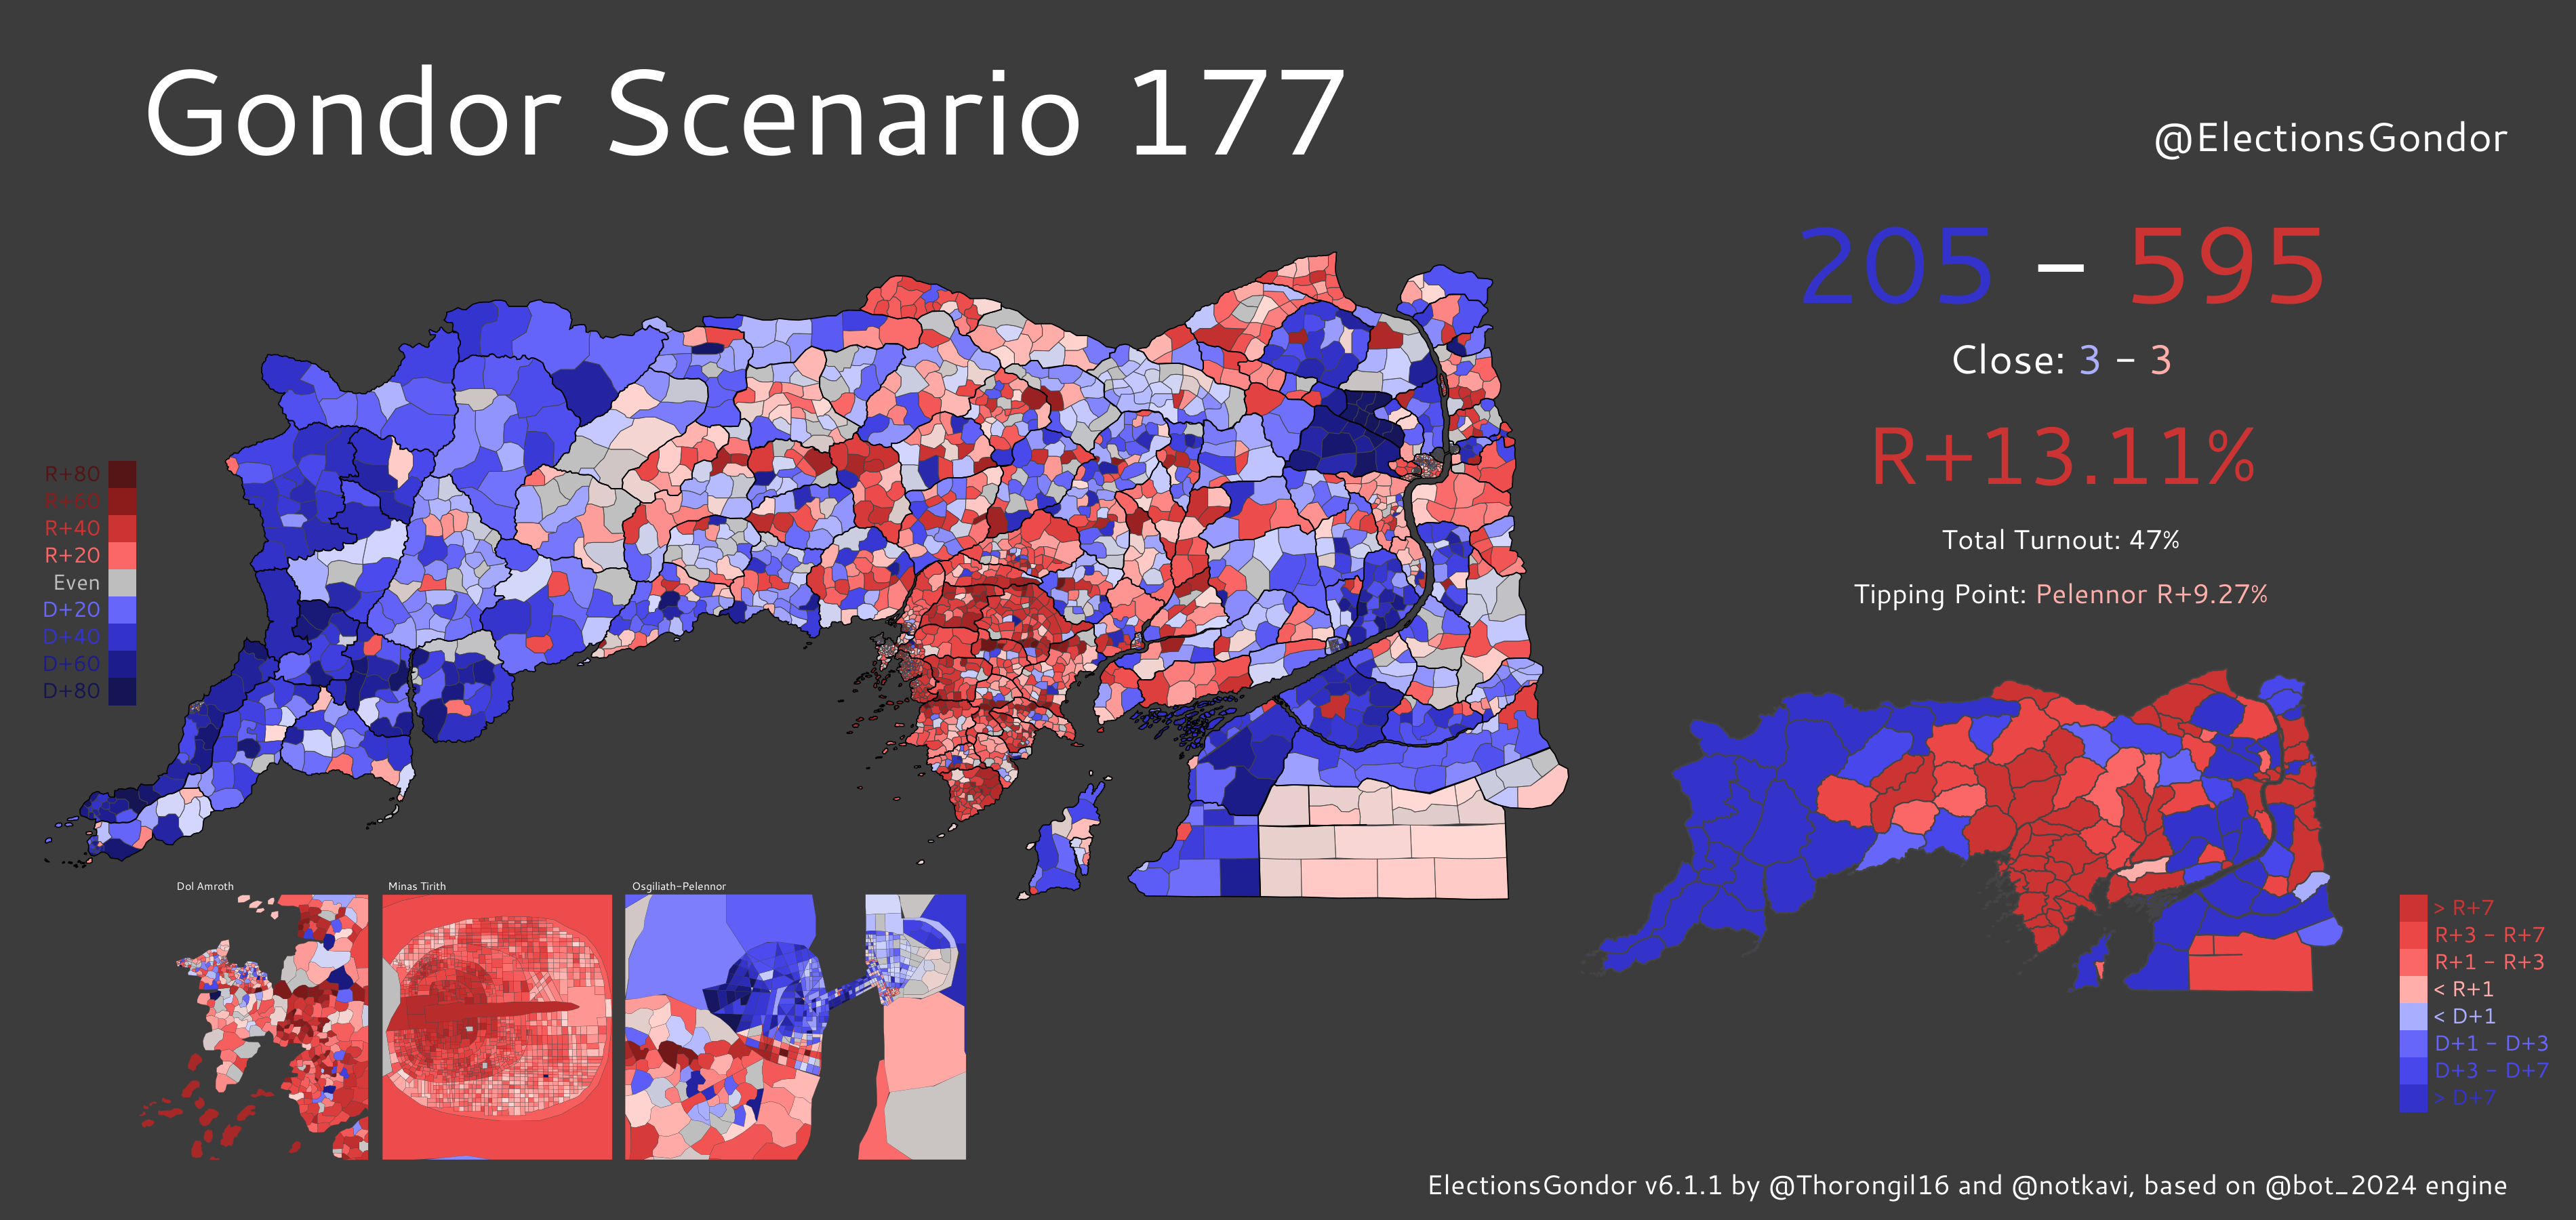 Gondor Scenario 177
@ElectionsGondor
205 – 595
Close: 3 – 3
R+13.11%
Total Turnout: 47%
Tipping Point: Pelennor R+9.27%
R+80
R+60
R+40
R+20
Even
D+20
D+40
D+60
D+80
Dol Amroth
Minas Tirith
Osgiliath-Pelennor
> R+7
R+3 - R+7
R+1 - R+3
< R+1
< D+1
D+1 - D+3
D+3 - D+7
> D+7
ElectionsGondor v6.1.1 by @Thorongil16 and @notkavi, based on @bot_2024 engine